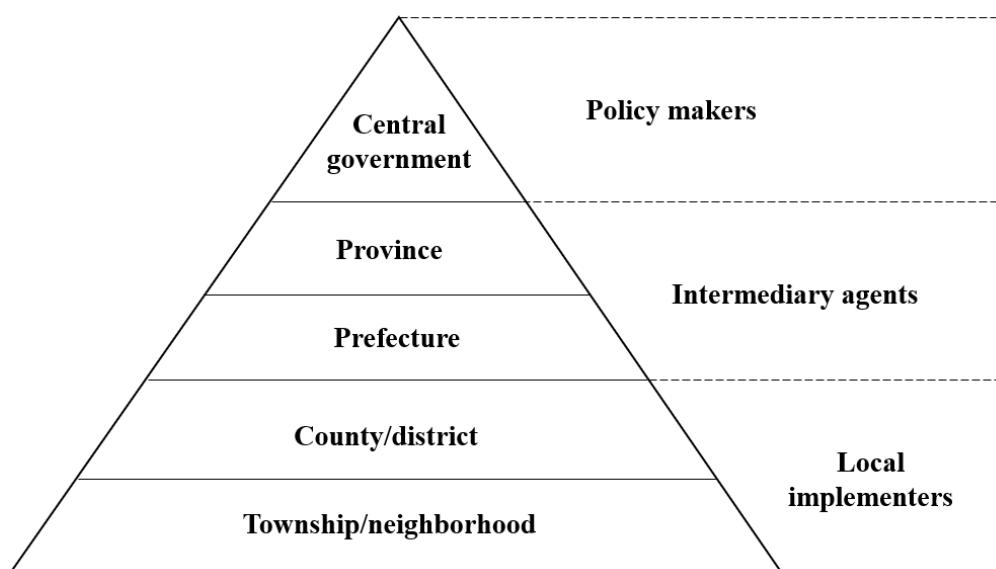 Central
government
Policy makers
Province
Prefecture
Intermediary agents
County/district
Township/neighborhood
Local
implementers